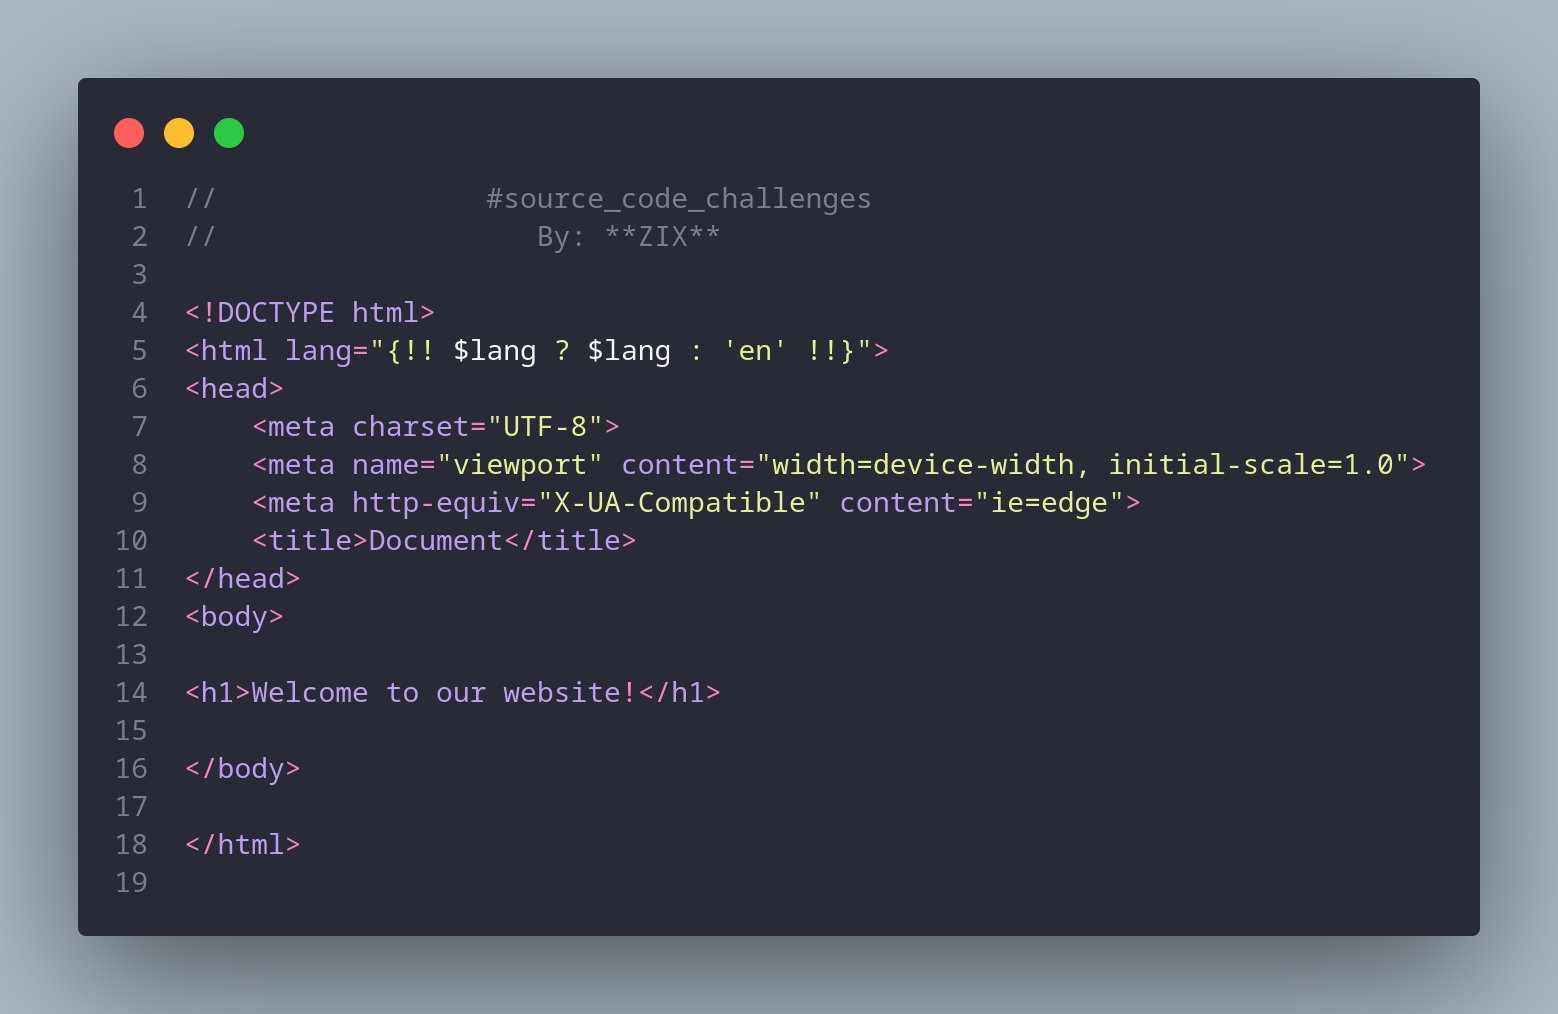 1 //                #source_code_challenges
2 //                   By: **ZIX**
3
4 <!DOCTYPE html>
5 <html lang="{!! $lang ? $lang : 'en' !!}">
6 <head>
7     <meta charset="UTF-8">
8     <meta name="viewport" content="width=device-width, initial-scale=1.0">
9     <meta http-equiv="X-UA-Compatible" content="ie=edge">
10     <title>Document</title>
11 </head>
12 <body>
13
14 <h1>Welcome to our website!</h1>
15
16 </body>
17
18 </html>
19